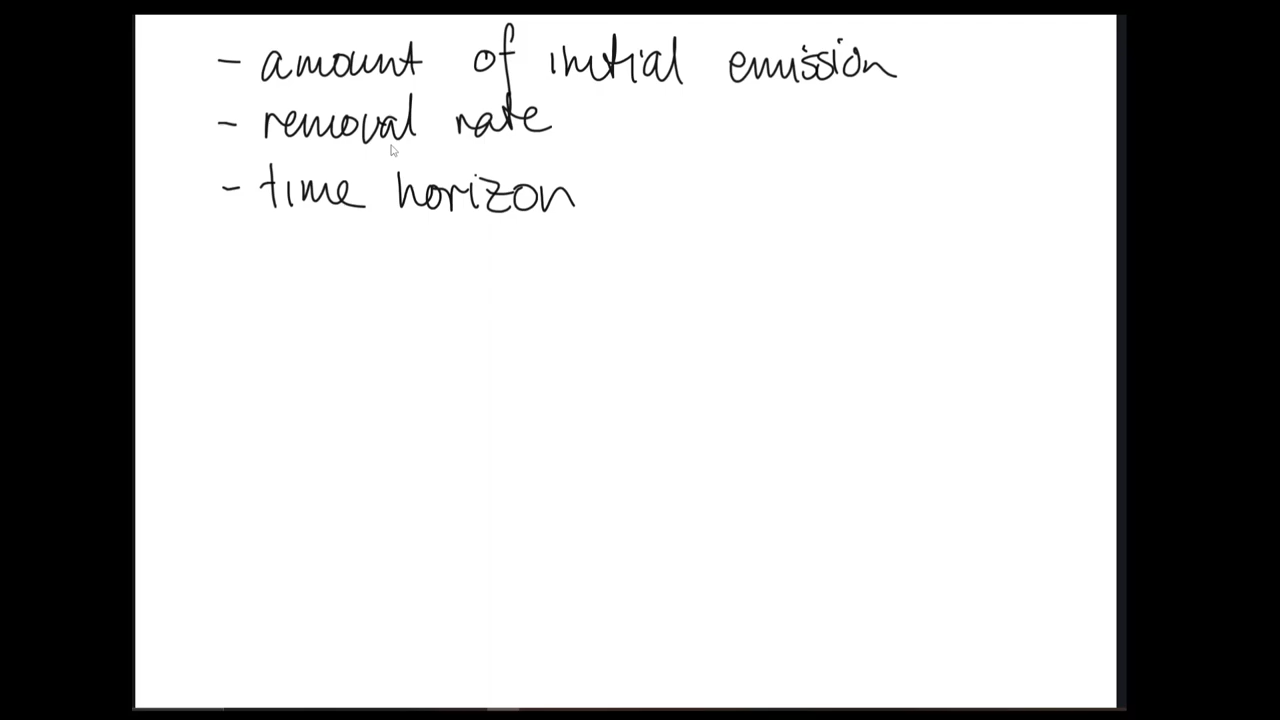 - amount of initial emission
- removal rate
- time horizon